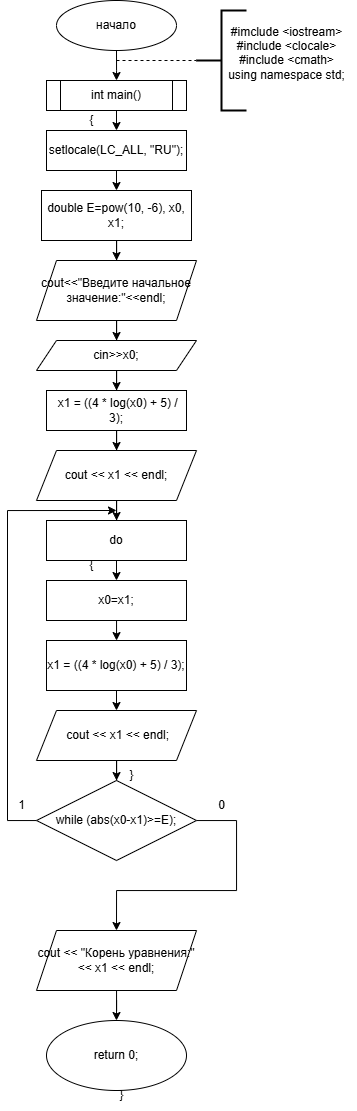 начало
#imclude <iostream>
#include <clocale>
#include <cmath>
using namespace std;
int main()
{
setlocale(LC_ALL, "RU");
double E=pow(10, -6), x0,
x1;
cout<<"Введите начальное
значение:"<<endl;
cin>>x0;
x1 = ((4 * log(x0) + 5) /
3);
cout << x1 << endl;
do
{
x0=x1;
x1 = ((4 * log(x0) + 5) / 3);
cout << x1 << endl;
}
1
0
while (abs(x0-x1)>=E);
cout << "Корень уравнения:"
<< x1 << endl;
return 0;
}